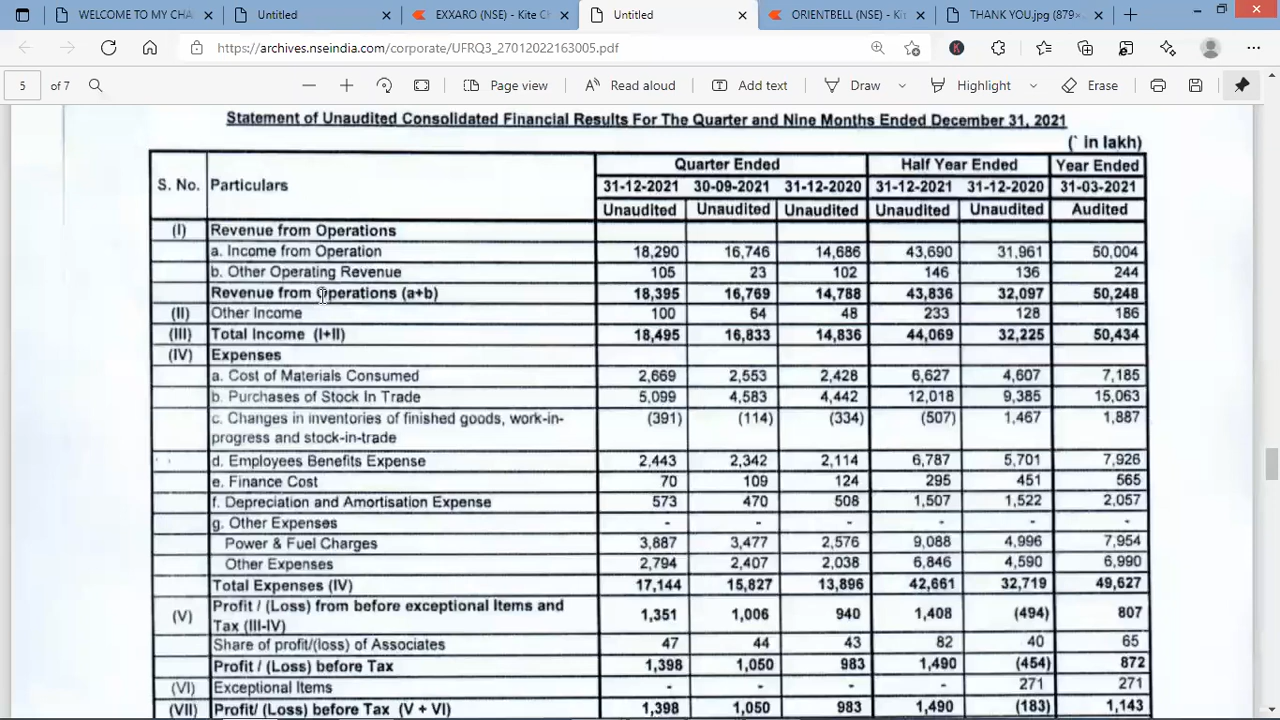 WELCOME TO MY CHA
Untitled
EXXARO (NSE) - Kite C
Untitled
ORIENTBELL (NSE) - Kit
THANK YOU.jpg (879×
https://archives.nseindia.com/corporate/UFRQ3_27012022163005.pdf
K
5 of 7
Page view
Read aloud
Add text
Draw
Highlight
Erase
Statement of Unaudited Consolidated Financial Results For The Quarter and Nine Months Ended December 31, 2021
(` in lakh)
S. No. Particulars Quarter Ended Half Year Ended Year Ended
31-12-2021 30-09-2021 31-12-2020 31-12-2021 31-12-2020 31-03-2021
Unaudited Unaudited Unaudited Unaudited Unaudited Audited
(I) Revenue from Operations
a. Income from Operation 18,290 16,746 14,686 43,690 31,961 50,004
b. Other Operating Revenue 105 23 102 146 136 244
Revenue from Operations (a+b) 18,395 16,769 14,788 43,836 32,097 50,248
(II) Other Income 100 64 48 233 128 186
(III) Total Income (I+II) 18,495 16,833 14,836 44,069 32,225 50,434
(IV) Expenses
a. Cost of Materials Consumed 2,669 2,553 2,428 6,627 4,607 7,185
b. Purchases of Stock In Trade 5,099 4,583 4,442 12,018 9,385 15,063
c. Changes in inventories of finished goods, work-in- (391) (114) (334) (507) 1,467 1,887
progress and stock-in-trade
d. Employees Benefits Expense 2,443 2,342 2,114 6,787 5,701 7,926
e. Finance Cost 70 109 124 295 451 565
f. Depreciation and Amortisation Expense 573 470 508 1,507 1,522 2,057
g. Other Expenses - - - - - -
Power & Fuel Charges 3,887 3,477 2,576 9,088 4,996 7,954
Other Expenses 2,794 2,407 2,038 6,846 4,590 6,990
Total Expenses (IV) 17,144 15,827 13,896 42,661 32,719 49,627
(V) Profit / (Loss) from before exceptional Items and 1,351 1,006 940 1,408 (494) 807
Tax (III-IV)
Share of profit/(loss) of Associates 47 44 43 82 40 65
Profit / (Loss) before Tax 1,398 1,050 983 1,490 (454) 872
(VI) Exceptional Items - - - - 271 271
(VII) Profit/ (Loss) before Tax (V + VI) 1,398 1,050 983 1,490 (183) 1,143